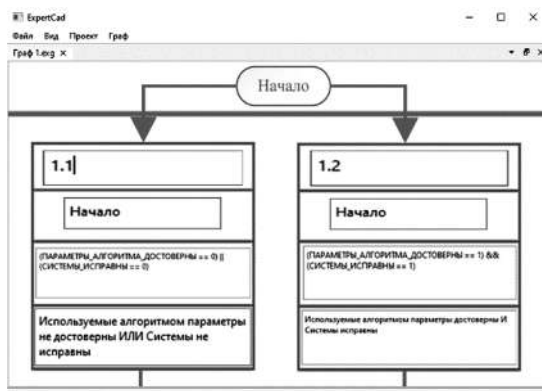 ExpertCad
Файл Вид Проект Граф
Граф 1.exg ×
Начало
1.1
Начало
(ПАРАМЕТРЫ_АЛГОРИТМА_ДОСТОВЕРНЫ == 0) ||
(СИСТЕМЫ_ИСПРАВНЫ == 0)
Используемые алгоритмом параметры
не достоверны ИЛИ Системы не
исправны
1.2
Начало
(ПАРАМЕТРЫ_АЛГОРИТМА_ДОСТОВЕРНЫ == 1) &&
(СИСТЕМЫ_ИСПРАВНЫ == 1)
Используемые алгоритмом параметры достоверны И
Системы исправны